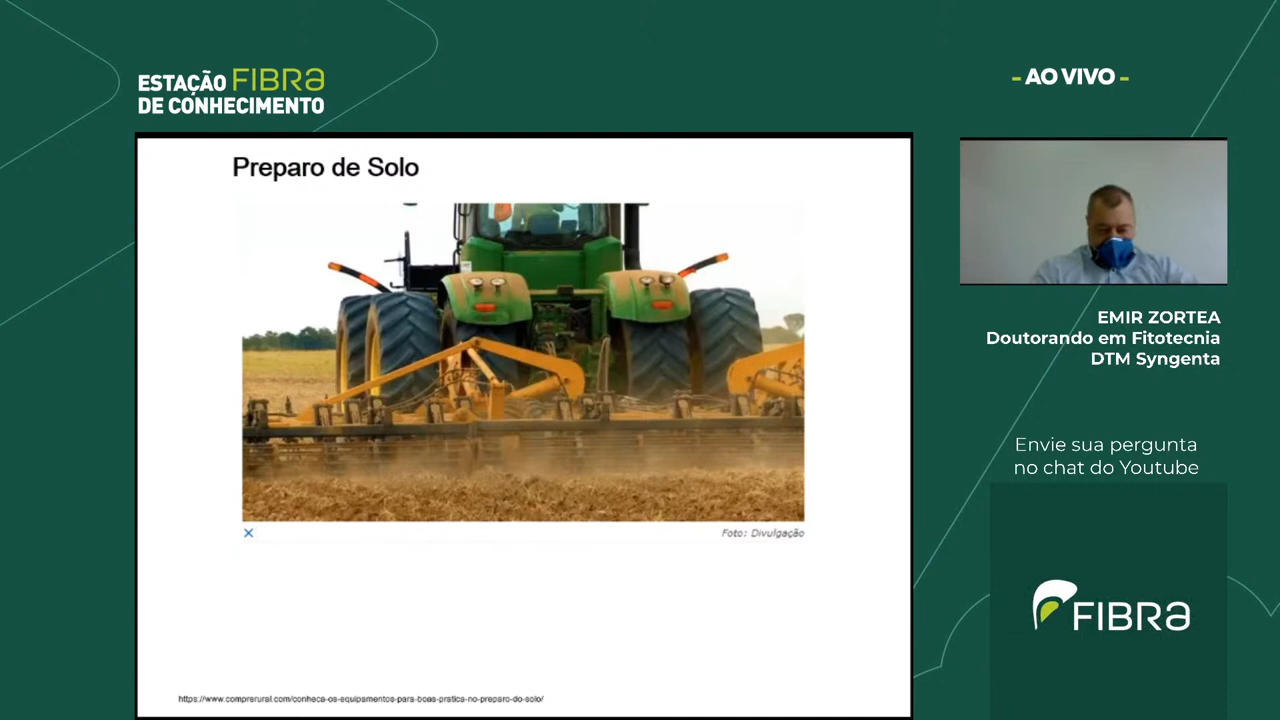 ESTAÇÃO FIBRA
DE CONHECIMENTO
- AO VIVO -
Preparo de Solo
Foto: Divulgação
https://www.comprerural.com/conheca-os-equipamentos-para-boas-pratica-no-preparo-do-solo/
EMIR ZORTEA
Doutorando em Fitotecnia
DTM Syngenta
Envie sua pergunta
no chat do Youtube
FIBRA